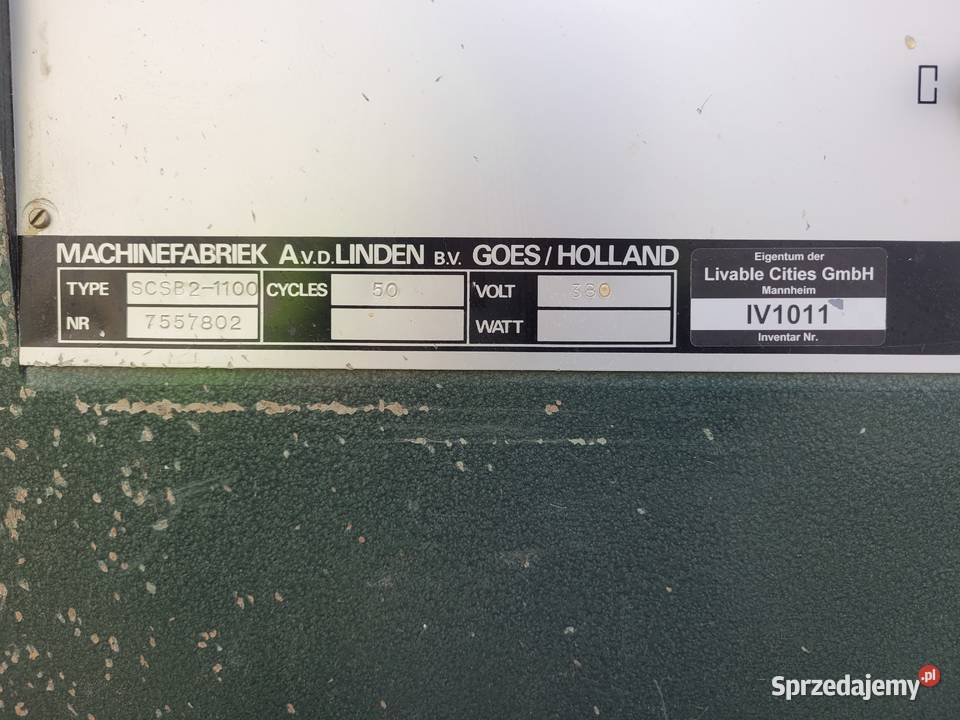 MACHINEFABRIEK A.V.D. LINDEN B.V. GOES/HOLLAND
TYPE SCSB2-1100 CYCLES 50 VOLT 380
NR 7557802 WATT
Eigentum der
Livable Cities GmbH
Mannheim
IV1011
Inventar Nr.
Sprzedajemy.pl